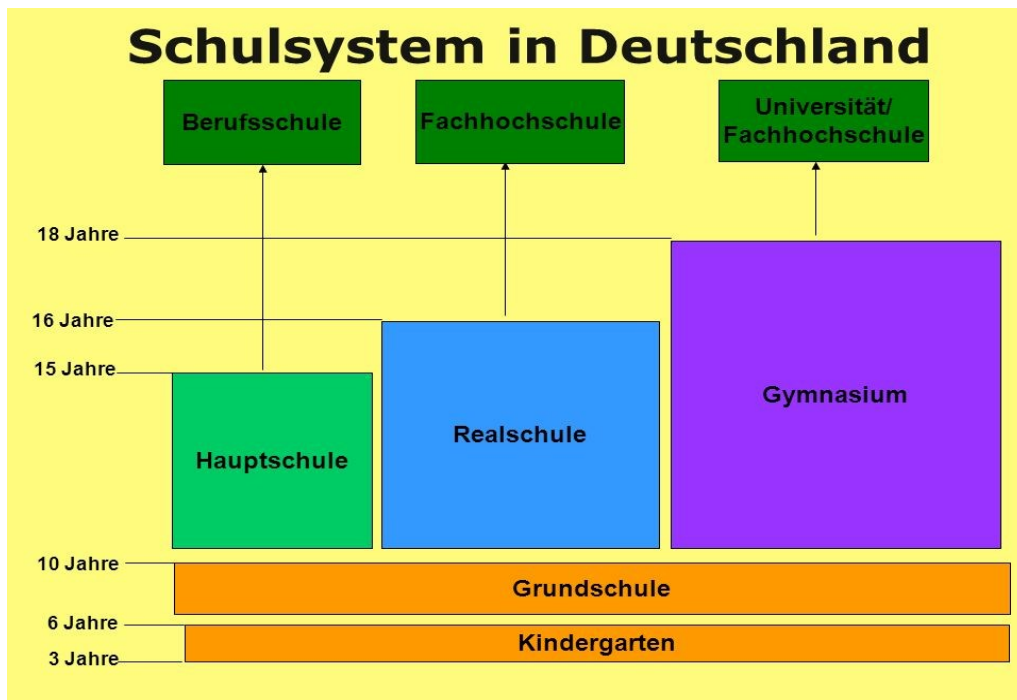 Schulsystem in Deutschland
Berufsschule
Fachhochschule
Universität/
Fachhochschule
18 Jahre
16 Jahre
15 Jahre
Gymnasium
Realschule
Hauptschule
10 Jahre
Grundschule
6 Jahre
Kindergarten
3 Jahre